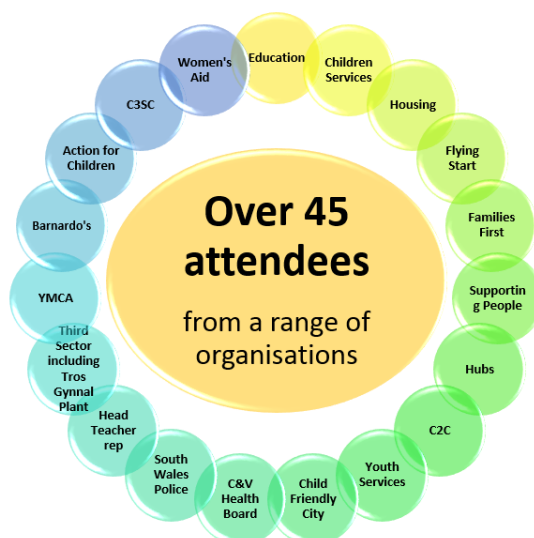 Over 45
attendees
from a range of
organisations
Education
Children
Services
Housing
Flying
Start
Families
First
Supportin
g People
Hubs
C2C
Youth
Services
Child
Friendly
City
C&V
Health
Board
South
Wales
Police
Head
Teacher
rep
Third
Sector
including
Tros
Gynnal
Plant
YMCA
Barnardo's
Action for
Children
C3SC
Women's
Aid